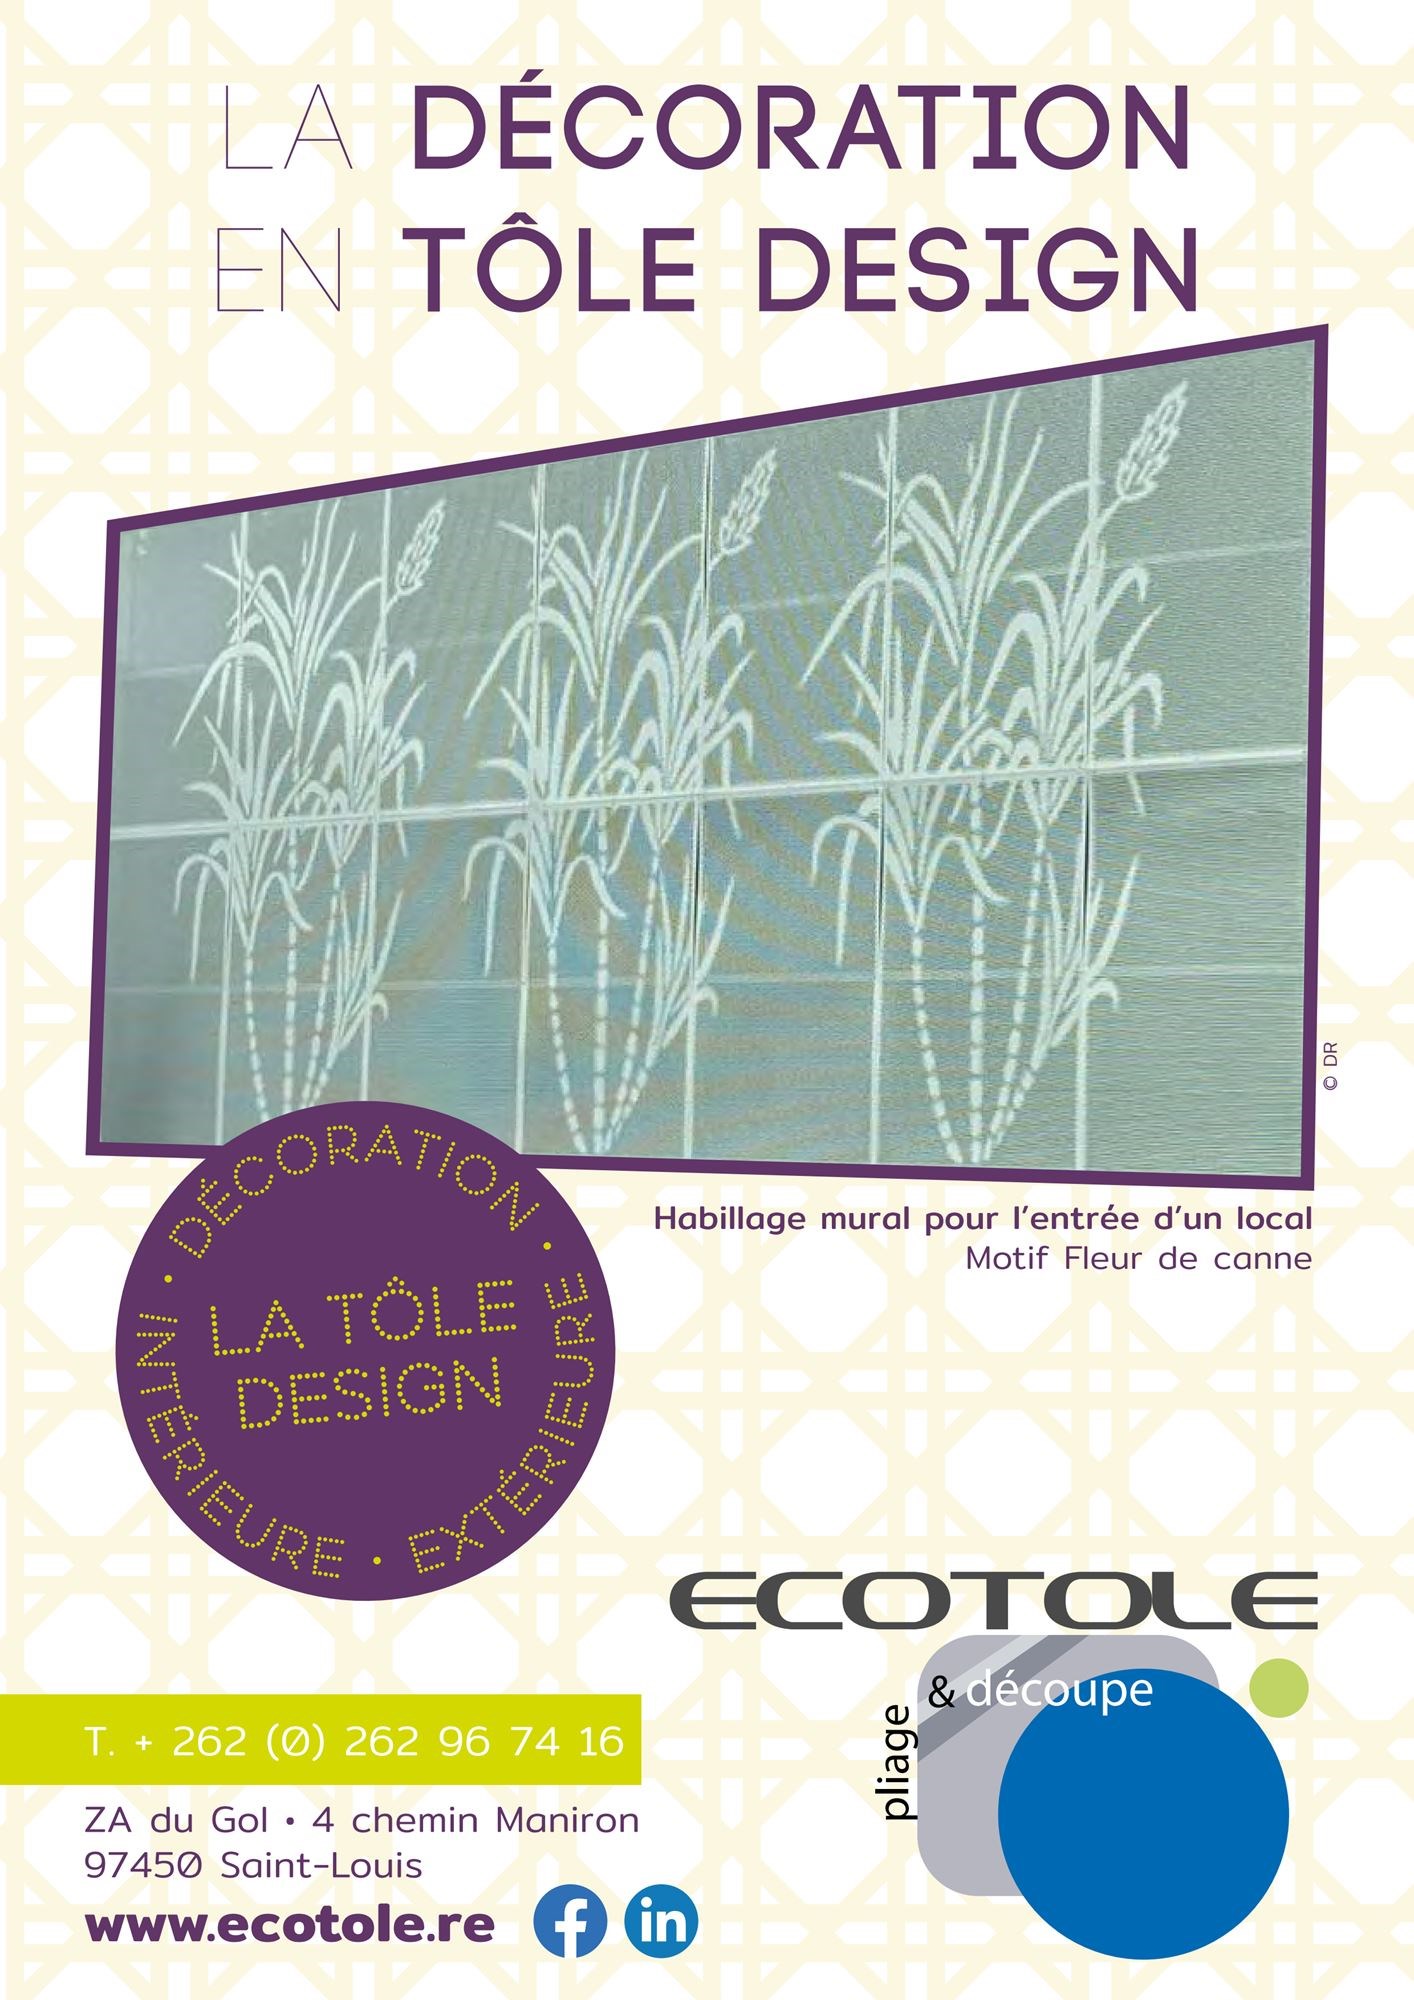 LA DÉCORATION
EN TÔLE DESIGN
© DR
Habillage mural pour l'entrée d'un local
Motif Fleur de canne
• DÉCORATION •
INTÉRIEURE • EXTÉRIEURE
LA TÔLE
DESIGN
ECOTOLE
pliage & découpe
T. + 262 (0) 262 96 74 16
ZA du Gol • 4 chemin Maniron
97450 Saint-Louis
www.ecotole.re
f in